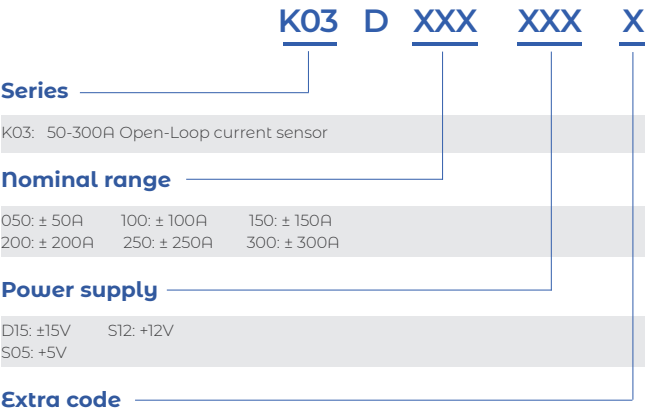 K03 D XXX XXX X
Series
K03: 50-300A Open-Loop current sensor
Nominal range
050: ± 50A 100: ± 100A 150: ± 150A
200: ± 200A 250: ± 250A 300: ± 300A
Power supply
D15: ±15V S12: +12V
S05: +5V
Extra code